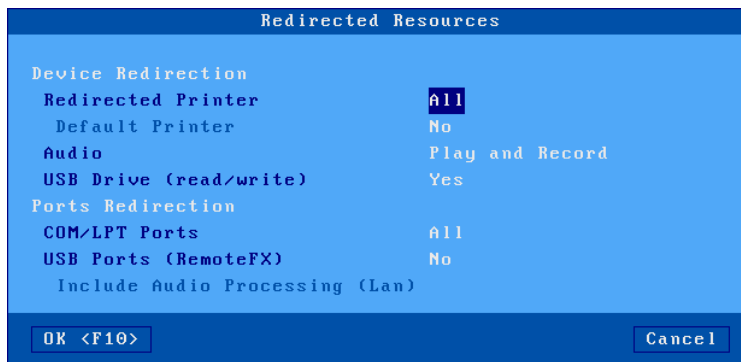 Redirected Resources
Device Redirection
Redirected Printer All
Default Printer No
Audio Play and Record
USB Drive (read/write) Yes
Ports Redirection
COM/LPT Ports All
USB Ports (RemoteFX) No
Include Audio Processing (Lan)
OK <F10> Cancel